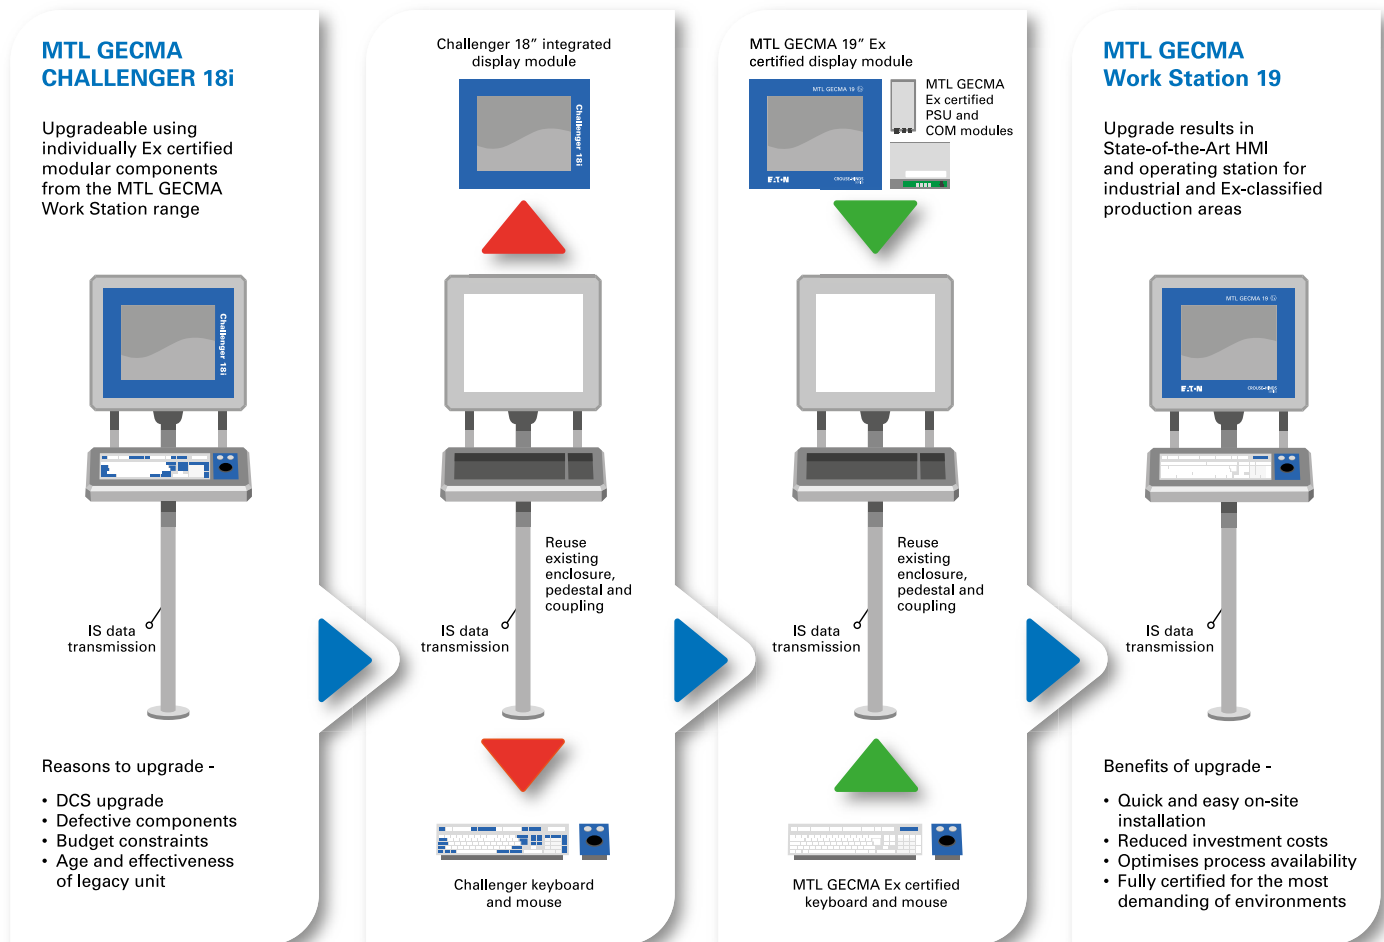 MTL GECMA
CHALLENGER 18i
Upgradeable using
individually Ex certified
modular components
from the MTL GECMA
Work Station range
Challenger 18i
IS data
transmission
Reasons to upgrade -
• DCS upgrade
• Defective components
• Budget constraints
• Age and effectiveness
of legacy unit
Challenger 18” integrated
display module
Challenger 18i
Reuse
existing
enclosure,
pedestal and
coupling
IS data
transmission
Challenger keyboard
and mouse
MTL GECMA 19” Ex
certified display module
MTL GECMA 19
EATON
CROUSE-HINDS
MTL GECMA
Ex certified
PSU and
COM modules
Reuse
existing
enclosure,
pedestal and
coupling
IS data
transmission
MTL GECMA Ex certified
keyboard and mouse
MTL GECMA
Work Station 19
Upgrade results in
State-of-the-Art HMI
and operating station for
industrial and Ex-classified
production areas
MTL GECMA 19
EATON
CROUSE-HINDS
IS data
transmission
Benefits of upgrade -
• Quick and easy on-site
installation
• Reduced investment costs
• Optimises process availability
• Fully certified for the most
demanding of environments